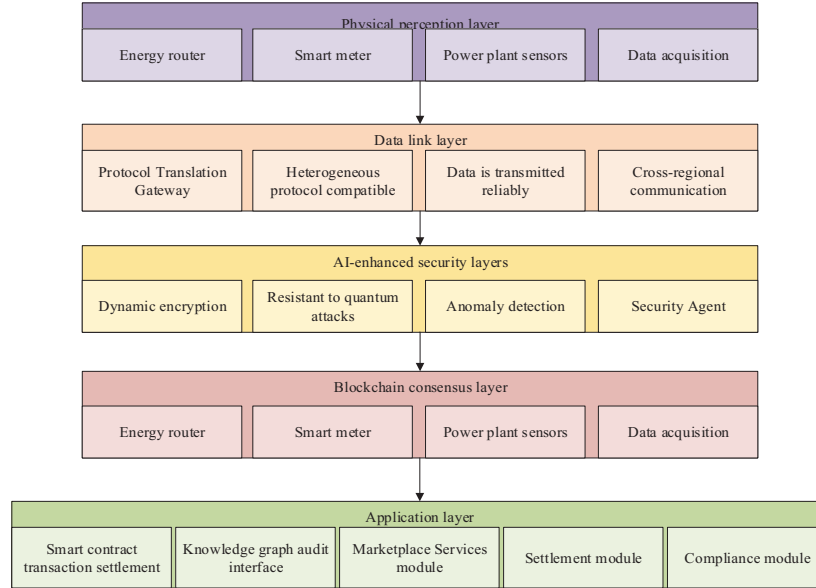 Physical perception layer
Energy router
Smart meter
Power plant sensors
Data acquisition
Data link layer
Protocol Translation
Gateway
Heterogeneous
protocol compatible
Data is transmitted
reliably
Cross-regional
communication
AI-enhanced security layers
Dynamic encryption
Resistant to quantum
attacks
Anomaly detection
Security Agent
Blockchain consensus layer
Energy router
Smart meter
Power plant sensors
Data acquisition
Application layer
Smart contract
transaction settlement
Knowledge graph audit
interface
Marketplace Services
module
Settlement module
Compliance module